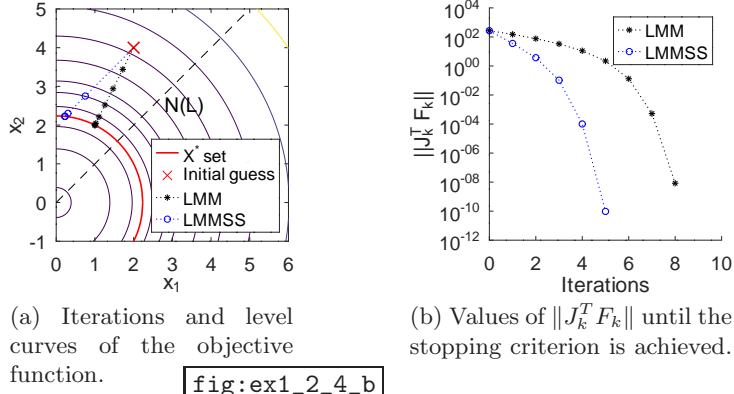 5
4
3
2
1
0
-1
x2
0 1 2 3 4 5 6
x1
N(L)
X* set
Initial guess
LMM
LMMSS
10^04
10^02
10^00
10^-02
10^-04
10^-06
10^-08
10^-10
10^-12
||J_k^T F_k||
0 2 4 6 8 10
Iterations
LMM
LMMSS
(a) Iterations and level
curves of the objective
function.
fig:ex1_2_4_b
(b) Values of ‖J_k^T F_k‖ until the
stopping criterion is achieved.